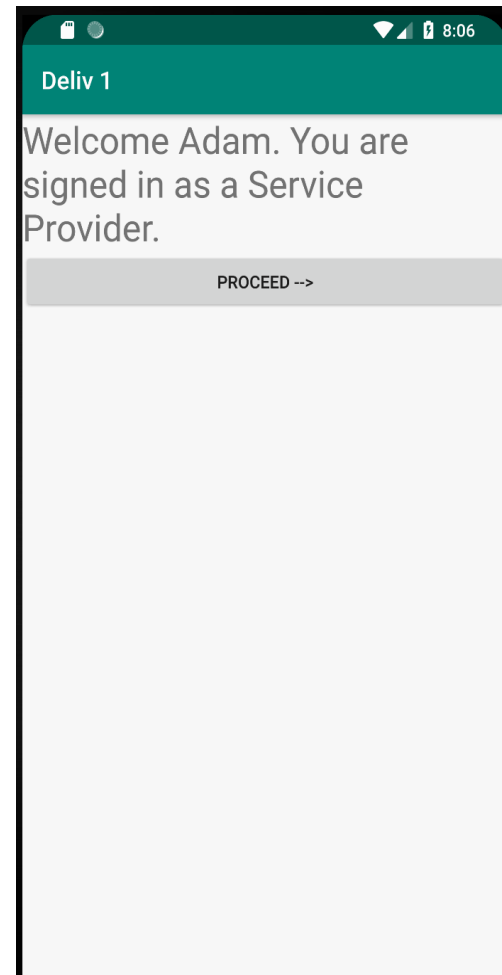 8:06
Deliv 1
Welcome Adam. You are
signed in as a Service
Provider.
PROCEED -->